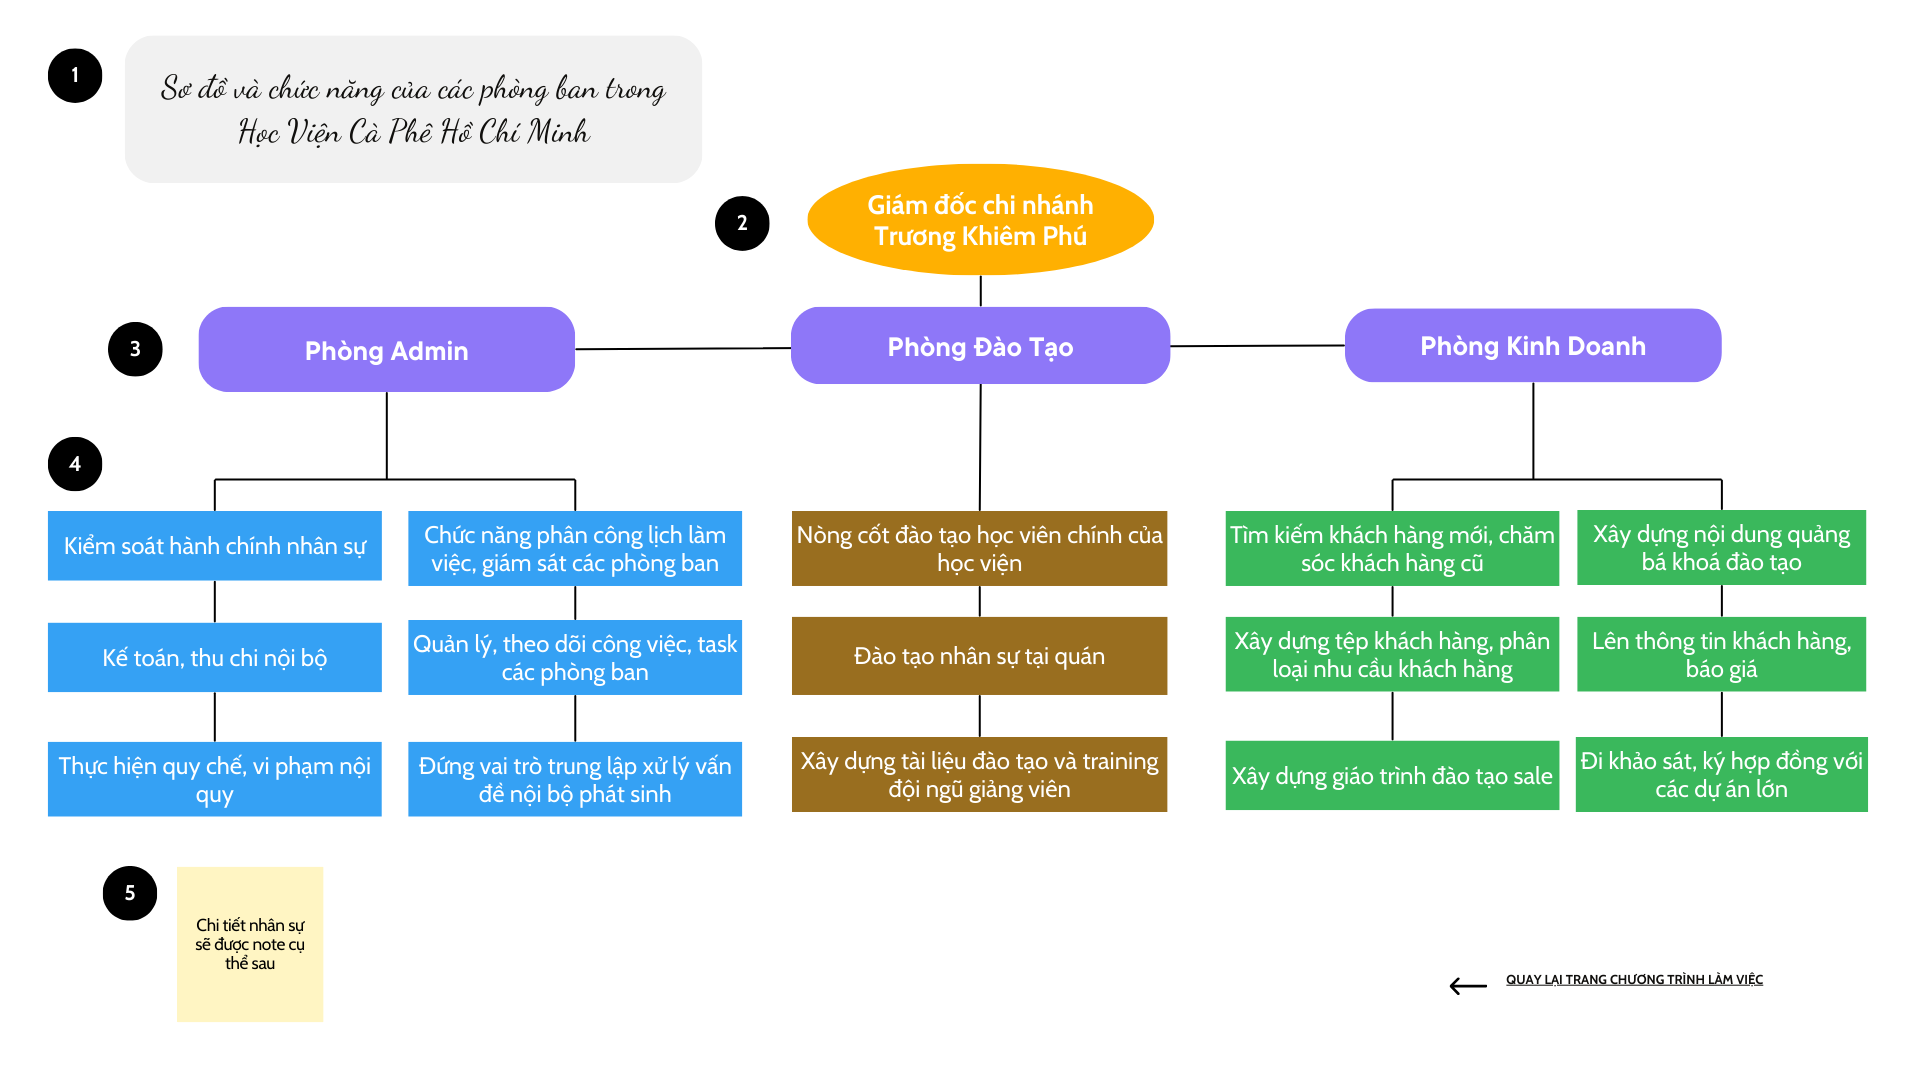 1
Sơ đồ và chức năng của các phòng ban trong
Học Viện Cà Phê Hồ Chí Minh
2
Giám đốc chi nhánh
Trương Khiêm Phú
3
Phòng Admin
Phòng Đào Tạo
Phòng Kinh Doanh
4
Kiểm soát hành chính nhân sự
Kế toán, thu chi nội bộ
Thực hiện quy chế, vi phạm nội
quy
Chức năng phân công lịch làm
việc, giám sát các phòng ban
Quản lý, theo dõi công việc, task
các phòng ban
Đứng vai trò trung lập xử lý vấn
đề nội bộ phát sinh
Nòng cốt đào tạo học viên chính của
học viện
Đào tạo nhân sự tại quán
Xây dựng tài liệu đào tạo và training
đội ngũ giảng viên
Tìm kiếm khách hàng mới, chăm
sóc khách hàng cũ
Xây dựng tệp khách hàng, phân
loại nhu cầu khách hàng
Xây dựng giáo trình đào tạo sale
Xây dựng nội dung quảng
bá khoá đào tạo
Lên thông tin khách hàng,
báo giá
Đi khảo sát, ký hợp đồng với
các dự án lớn
5
Chi tiết nhân sự
sẽ được note cụ
thể sau
QUAY LẠI TRANG CHƯƠNG TRÌNH LÀM VIỆC